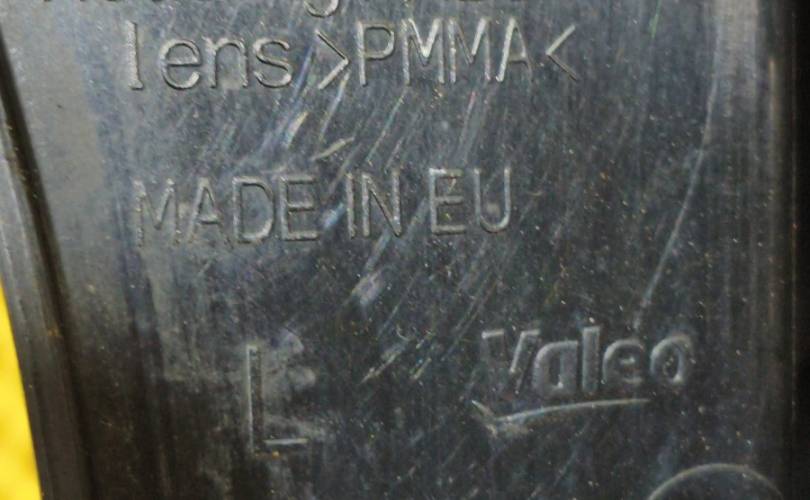 lens >PMMA<
MADE IN EU
L
Valeo